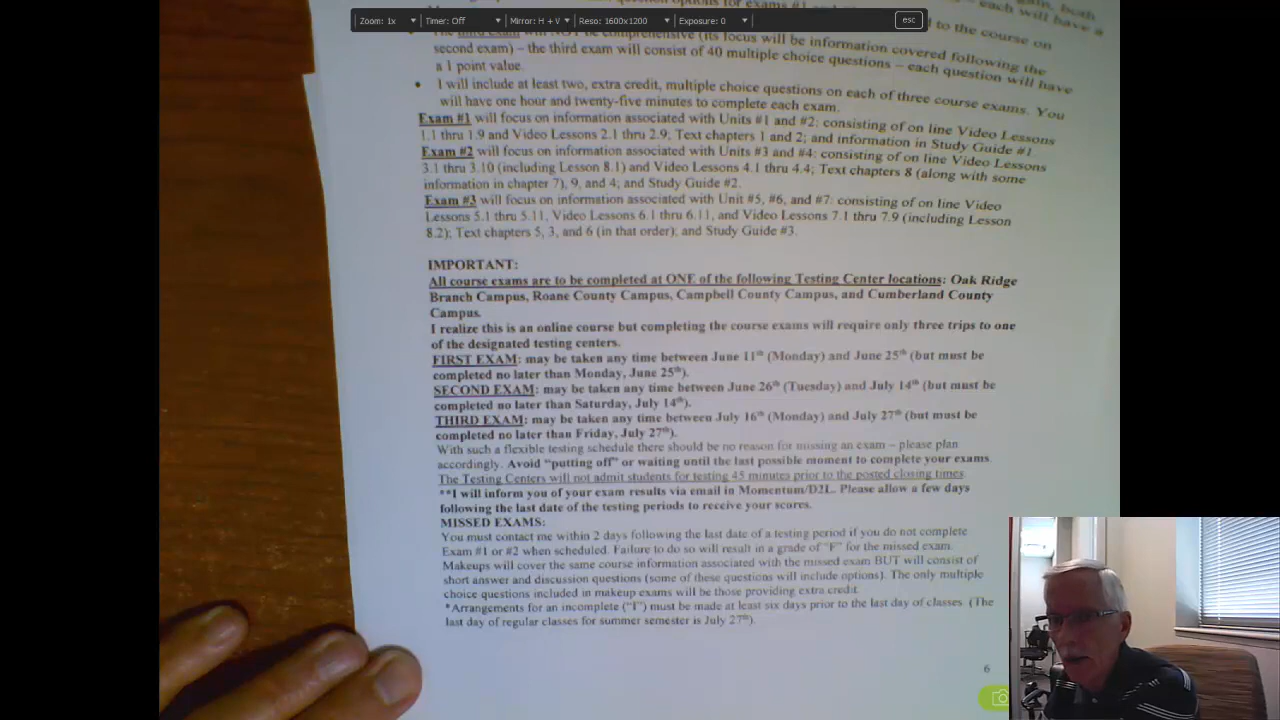 Zoom: 1x Timer: Off Mirror: H + V Reso: 1600x1200 Exposure: 0 esc
question options for exams #1
each will have a
The third exam will NOT be comprehensive (its focus will be information covered following the
second exam) – the third exam will consist of 40 multiple choice questions – each question will have
a 1 point value.
• I will include at least two, extra credit, multiple choice questions on each of three course exams. You
will have one hour and twenty-five minutes to complete each exam.
Exam #1 will focus on information associated with Units #1 and #2: consisting of on line Video Lessons
1.1 thru 1.9 and Video Lessons 2.1 thru 2.9; Text chapters 1 and 2; and information in Study Guide #1.
Exam #2 will focus on information associated with Units #3 and #4: consisting of on line Video Lessons
3.1 thru 3.10 (including Lesson 8.1) and Video Lessons 4.1 thru 4.4; Text chapters 8 (along with some
information in chapter 7), 9, and 4; and Study Guide #2.
Exam #3 will focus on information associated with Unit #5, #6, and #7: consisting of on line Video
Lessons 5.1 thru 5.11, Video Lessons 6.1 thru 6.11, and Video Lessons 7.1 thru 7.9 (including Lesson
8.2); Text chapters 5, 3, and 6 (in that order); and Study Guide #3.
IMPORTANT:
All course exams are to be completed at ONE of the following Testing Center locations: Oak Ridge
Branch Campus, Roane County Campus, Campbell County Campus, and Cumberland County
Campus.
I realize this is an online course but completing the course exams will require only three trips to one
of the designated testing centers.
FIRST EXAM: may be taken any time between June 11th (Monday) and June 25th (but must be
completed no later than Monday, June 25th).
SECOND EXAM: may be taken any time between June 26th (Tuesday) and July 14th (but must be
completed no later than Saturday, July 14th).
THIRD EXAM: may be taken any time between July 16th (Monday) and July 27th (but must be
completed no later than Friday, July 27th).
With such a flexible testing schedule there should be no reason for missing an exam – please plan
accordingly. Avoid “putting off” or waiting until the last possible moment to complete your exams.
The Testing Centers will not admit students for testing 45 minutes prior to the posted closing times.
**I will inform you of your exam results via email in Momentum/D2L. Please allow a few days
following the last date of the testing periods to receive your scores.
MISSED EXAMS:
You must contact me within 2 days following the last date of a testing period if you do not complete
Exam #1 or #2 when scheduled. Failure to do so will result in a grade of “F” for the missed exam.
Makeups will cover the same course information associated with the missed exam BUT will consist of
short answer and discussion questions (some of these questions will include options). The only multiple
choice questions included in makeup exams will be those providing extra credit.
*Arrangements for an incomplete (“I”) must be made at least six days prior to the last day of classes. (The
last day of regular classes for summer semester is July 27th).
6